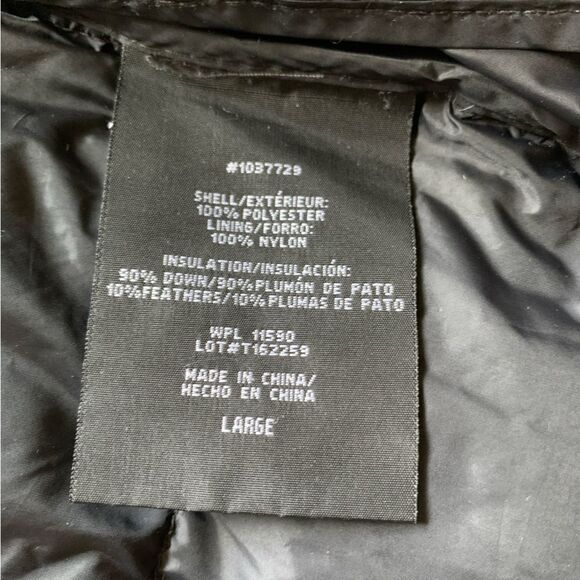 #1037729
SHELL/EXTÉRIEUR:
100% POLYESTER
LINING/FORRO:
100% NYLON
INSULATION/INSULACIÓN:
90% DOWN/90%PLUMÓN DE PATO
10%FEATHERS/10%PLUMAS DE PATO
WPL 11590
LOT#T162259
MADE IN CHINA/
HECHO EN CHINA
LARGE